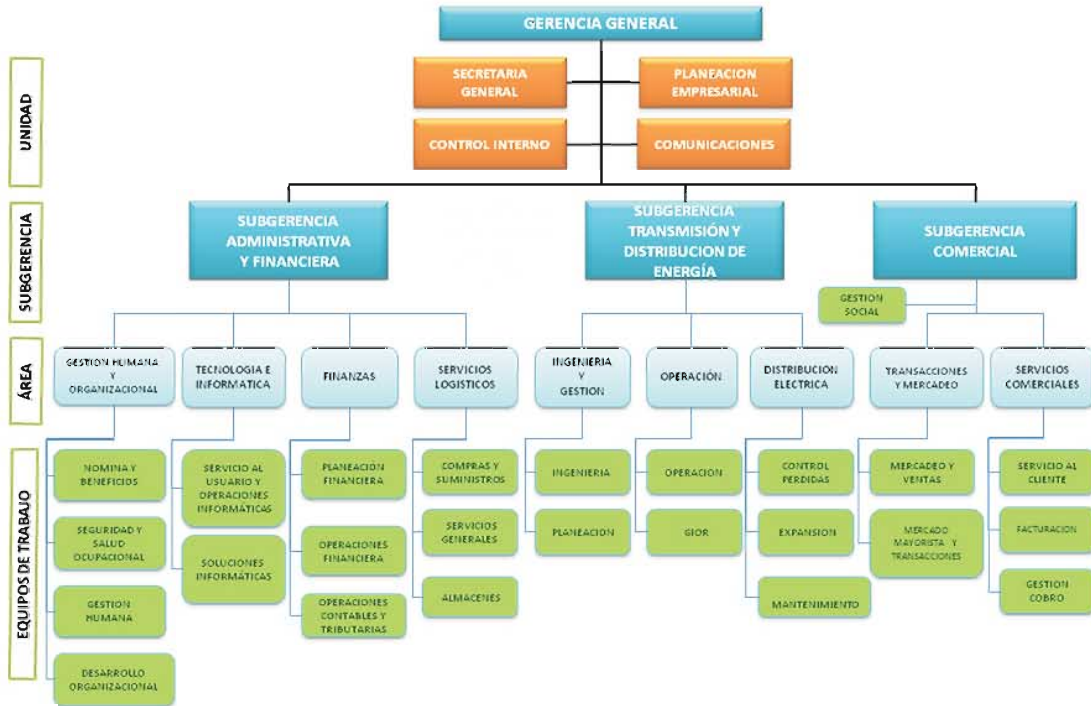 GERENCIA GENERAL
UNIDAD
SECRETARIA
GENERAL
PLANEACION
EMPRESARIAL
CONTROL INTERNO
COMUNICACIONES
SUBGERENCIA
SUBGERENCIA
ADMINISTRATIVA
Y FINANCIERA
SUBGERENCIA
TRANSMISIÓN Y
DISTRIBUCION DE
ENERGÍA
SUBGERENCIA
COMERCIAL
GESTION
SOCIAL
ÁREA
GESTION HUMANA
Y
ORGANIZACIONAL
TECNOLOGIA E
INFORMATICA
FINANZAS
SERVICIOS
LOGISTICOS
INGENIERIA
Y
GESTION
OPERACIÓN
DISTRIBUCION
ELECTRICA
TRANSACCIONES
Y MERCADEO
SERVICIOS
COMERCIALES
EQUIPOS DE TRABAJO
NOMINA Y
BENEFICIOS
SEGURIDAD Y
SALUD
OCUPACIONAL
GESTION
HUMANA
DESARROLLO
ORGANIZACIONAL
SERVICIO AL
USUARIO Y
OPERACIONES
INFORMÁTICAS
SOLUCIONES
INFORMÁTICAS
PLANEACIÓN
FINANCIERA
OPERACIONES
FINANCIERA
OPERACIONES
CONTABLES Y
TRIBUTARIAS
COMPRAS Y
SUMINISTROS
SERVICIOS
GENERALES
ALMACENES
INGENIERIA
PLANEACION
OPERACION
GIOR
CONTROL
PERDIDAS
EXPANSION
MANTENIMIENTO
MERCADEO Y
VENTAS
MERCADO
MAYORISTA Y
TRANSACCIONES
SERVICIO AL
CLIENTE
FACTURACION
GESTION
COBRO